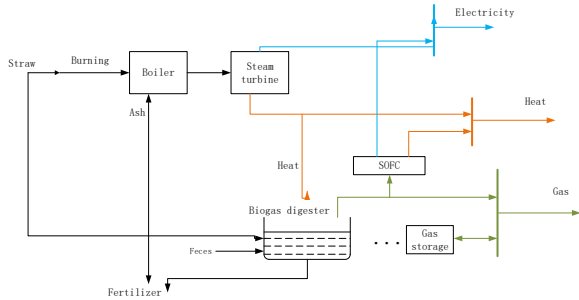 Electricity
Straw
Burning
Boiler
Steam
turbine
Ash
Heat
Heat
SOFC
Gas
Biogas digester
Feces
Gas
storage
...
Fertilizer